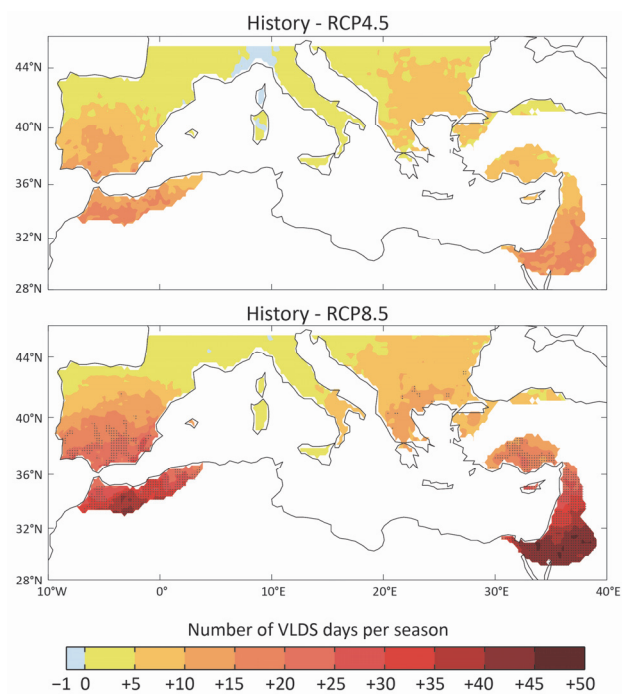 History - RCP4.5
44°N
40°N
36°N
32°N
28°N
History - RCP8.5
44°N
40°N
36°N
32°N
28°N
10°W 0° 10°E 20°E 30°E 40°E
Number of VLDS days per season
−1 0 +5 +10 +15 +20 +25 +30 +35 +40 +45 +50